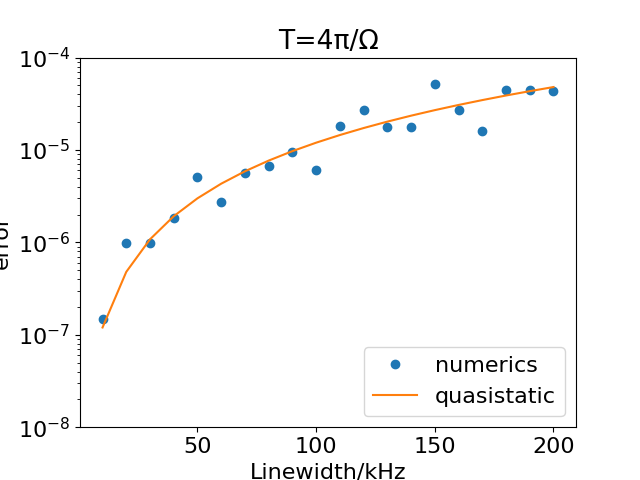 T=4π/Ω
10⁻⁴
10⁻⁵
10⁻⁶
10⁻⁷
10⁻⁸
error
numerics
quasistatic
50 100 150 200
Linewidth/kHz